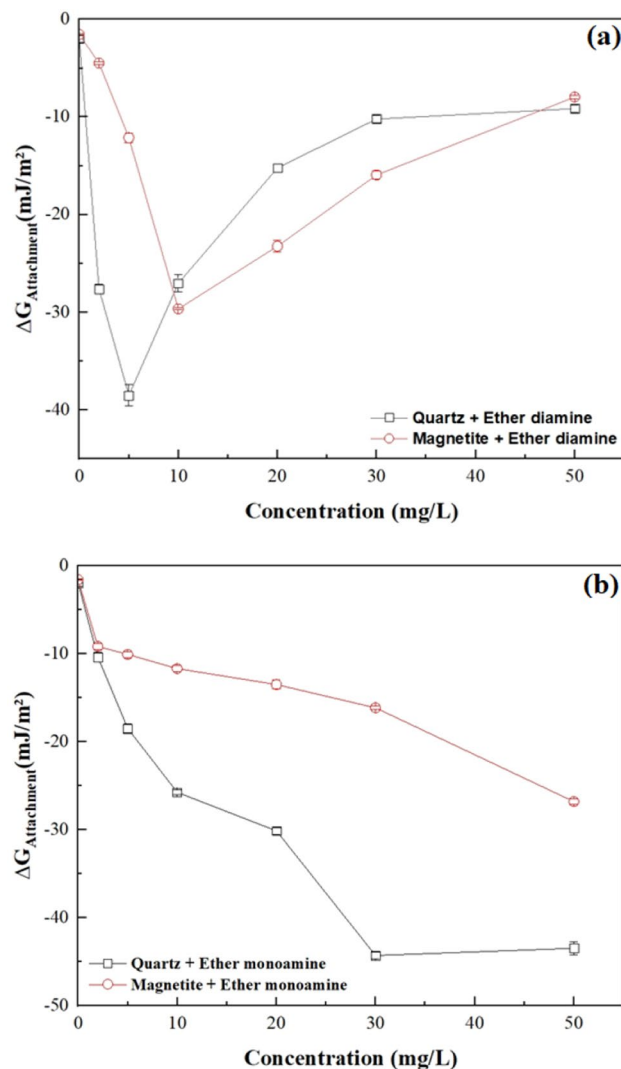 (a)
0
-10
-20
-30
-40
ΔG_Attachment(mJ/m²)
Quartz + Ether diamine
Magnetite + Ether diamine
0 10 20 30 40 50
Concentration (mg/L)
(b)
0
-10
-20
-30
-40
-50
ΔG_Attachment(mJ/m²)
Quartz + Ether monoamine
Magnetite + Ether monoamine
0 10 20 30 40 50
Concentration (mg/L)